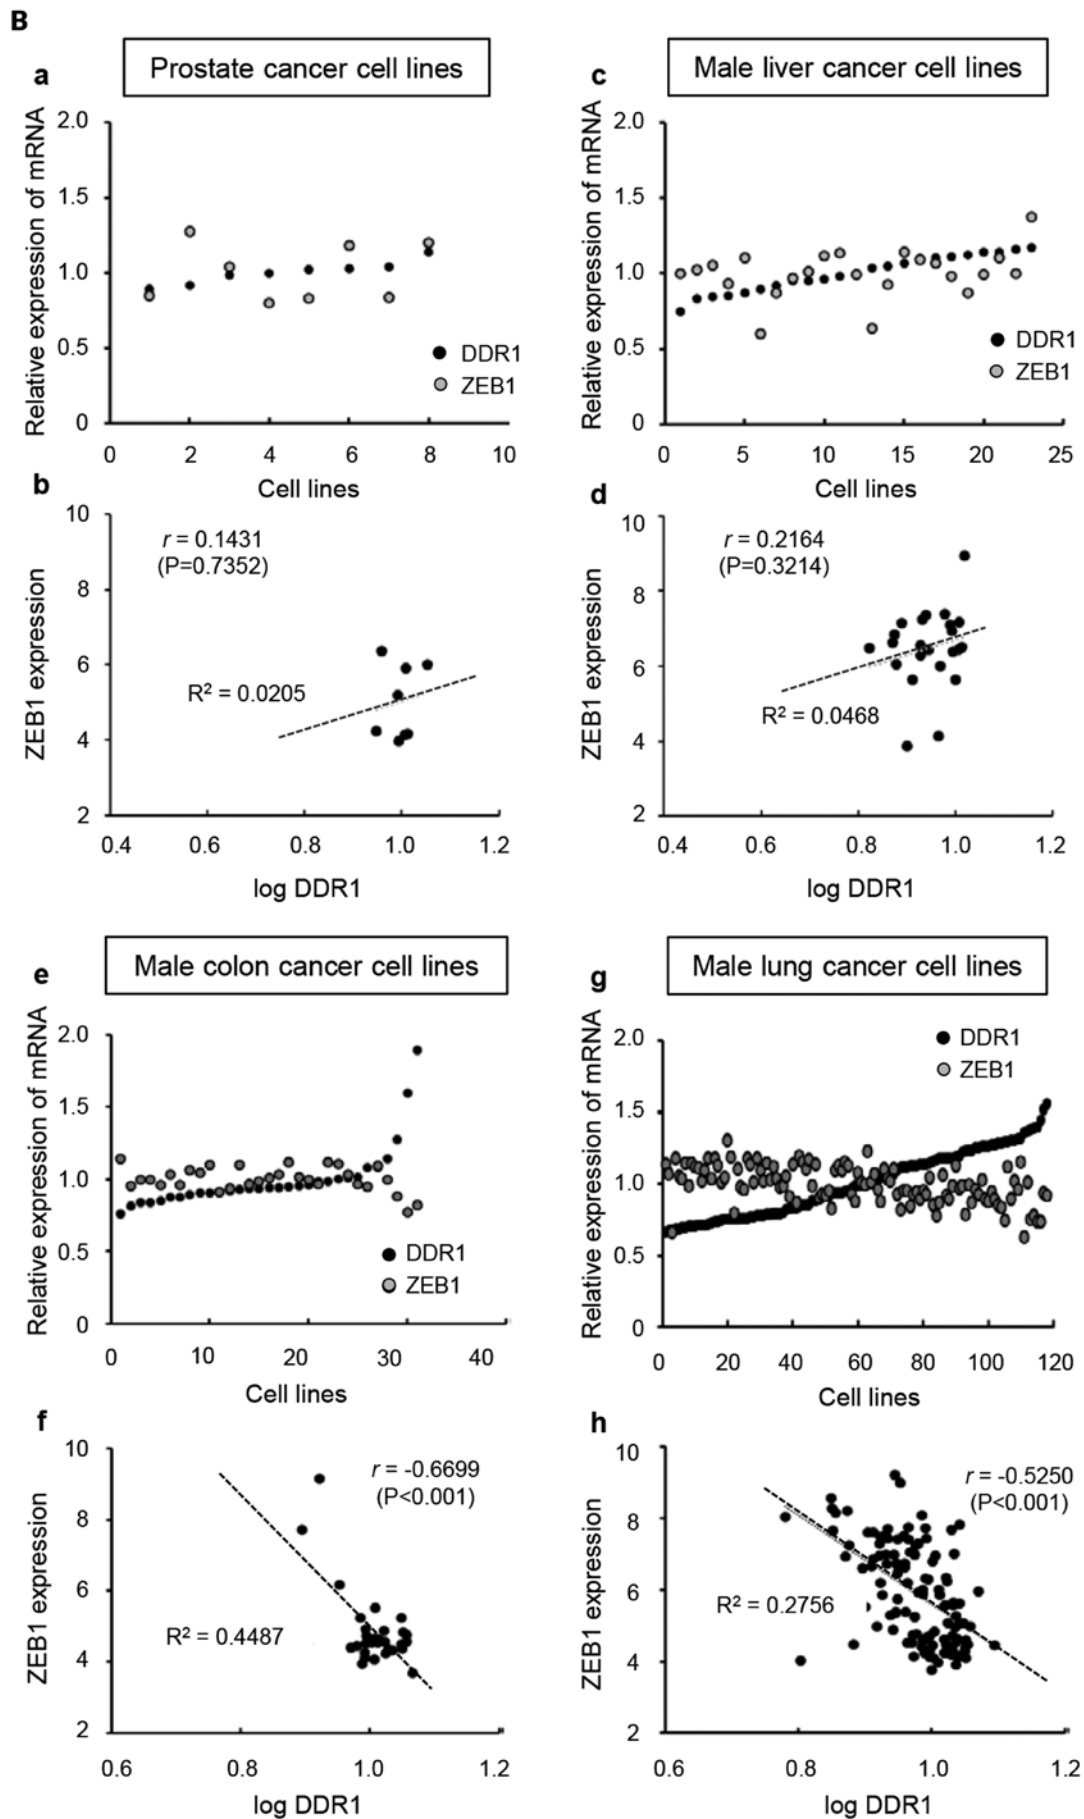 B
a
Prostate cancer cell lines
Relative expression of mRNA
2.0
1.5
1.0
0.5
0
DDR1
ZEB1
0 2 4 6 8 10
Cell lines
b
ZEB1 expression
10
8
6
4
2
r = 0.1431
(P=0.7352)
R² = 0.0205
0.4 0.6 0.8 1.0 1.2
log DDR1
c
Male liver cancer cell lines
Relative expression of mRNA
2.0
1.5
1.0
0.5
0
DDR1
ZEB1
0 5 10 15 20 25
Cell lines
d
ZEB1 expression
10
8
6
4
2
r = 0.2164
(P=0.3214)
R² = 0.0468
0.4 0.6 0.8 1.0 1.2
log DDR1
e
Male colon cancer cell lines
Relative expression of mRNA
2.0
1.5
1.0
0.5
0
DDR1
ZEB1
0 10 20 30 40
Cell lines
f
ZEB1 expression
10
8
6
4
2
r = -0.6699
(P<0.001)
R² = 0.4487
0.6 0.8 1.0 1.2
log DDR1
g
Male lung cancer cell lines
Relative expression of mRNA
2.0
1.5
1.0
0.5
0
DDR1
ZEB1
0 20 40 60 80 100 120
Cell lines
h
ZEB1 expression
10
8
6
4
2
r = -0.5250
(P<0.001)
R² = 0.2756
0.6 0.8 1.0 1.2
log DDR1